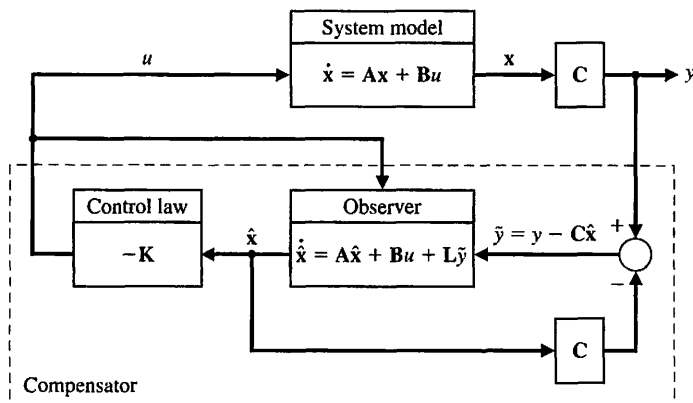 System model
u
ẋ = Ax + Bu
x
C
y
Control law
−K
x̂
Observer
x̂̇ = Ax̂ + Bu + Lỹ
ỹ = y − Cx̂
+
−
C
Compensator